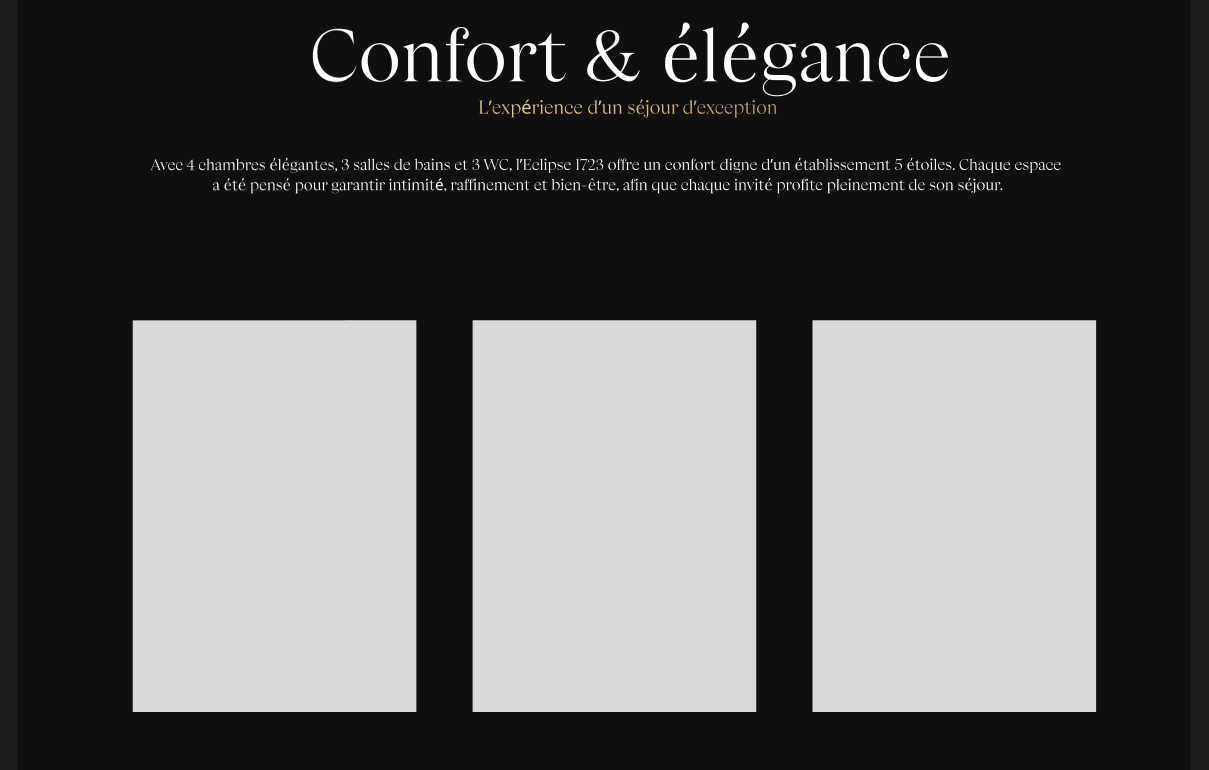 Confort & élégance
L'expérience d'un séjour d'exception
Avec 4 chambres élégantes, 3 salles de bains et 3 WC, l'Eclipse 1723 offre un confort digne d'un établissement 5 étoiles. Chaque espace
a été pensé pour garantir intimité, raffinement et bien-être, afin que chaque invité profite pleinement de son séjour.